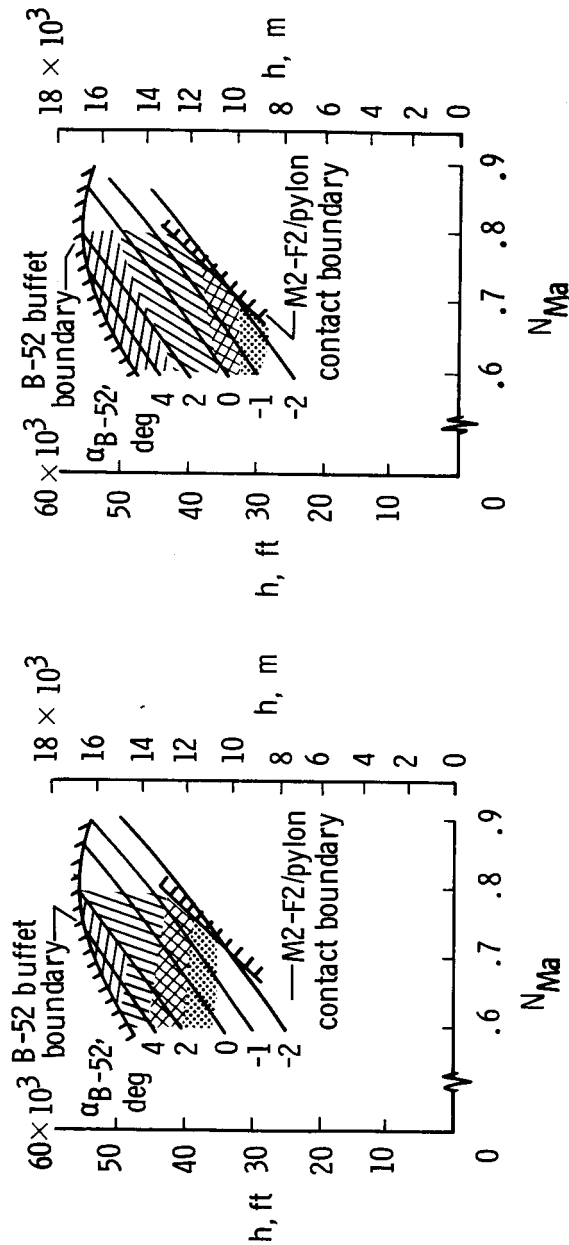 60 × 10³
50
40
30
20
10
0
h, ft
B-52 buffet
boundary
αB-52,
deg
4
2
0
-1
-2
M2-F2/pylon
contact boundary
.6
.7
.8
.9
NMa
18 × 10³
16
14
12
10
8
6
4
2
0
h, m
60 × 10³
50
40
30
20
10
0
h, ft
B-52 buffet
boundary
αB-52,
deg
4
2
0
-1
-2
M2-F2/pylon
contact boundary
.6
.7
.8
.9
NMa
18 × 10³
16
14
12
10
8
6
4
2
0
h, m